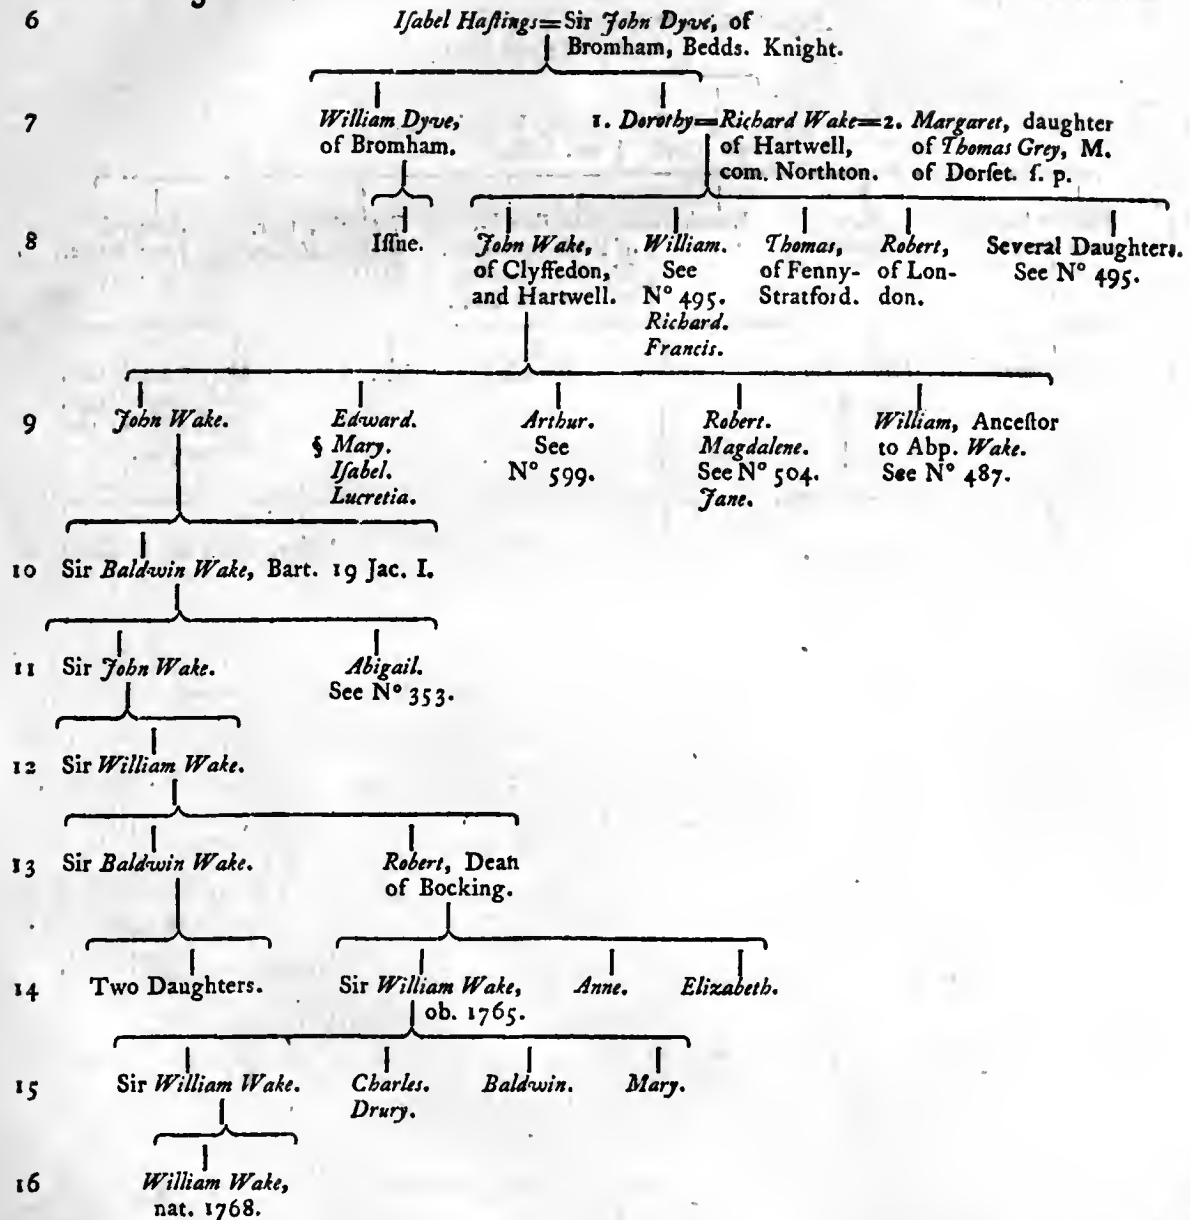 6 Iſabel Haſtings=Sir John Dyve, of
Bromham, Bedds. Knight.
7 William Dyve, 1. Dorothy=Richard Wake=2. Margaret, daughter
of Bromham. of Hartwell, of Thomas Grey, M.
com. Northton. of Dorſet. ſ. p.
8 Iſſue. John Wake, William. Thomas, Robert, Several Daughters.
of Clyffedon, See of Fenny- of Lon- See N° 495.
and Hartwell. N° 495. Stratford. don.
Richard.
Francis.
9 John Wake. Edward. Arthur. Robert. William, Anceſtor
§ Mary. See Magdalene. to Abp. Wake.
Iſabel. N° 599. See N° 504. See N° 487.
Lucretia. Jane.
10 Sir Baldwin Wake, Bart. 19 Jac. I.
11 Sir John Wake. Abigail.
See N° 353.
12 Sir William Wake.
13 Sir Baldwin Wake. Robert, Dean
of Bocking.
14 Two Daughters. Sir William Wake, Anne. Elizabeth.
ob. 1765.
15 Sir William Wake. Charles. Baldwin. Mary.
Drury.
16 William Wake,
nat. 1768.